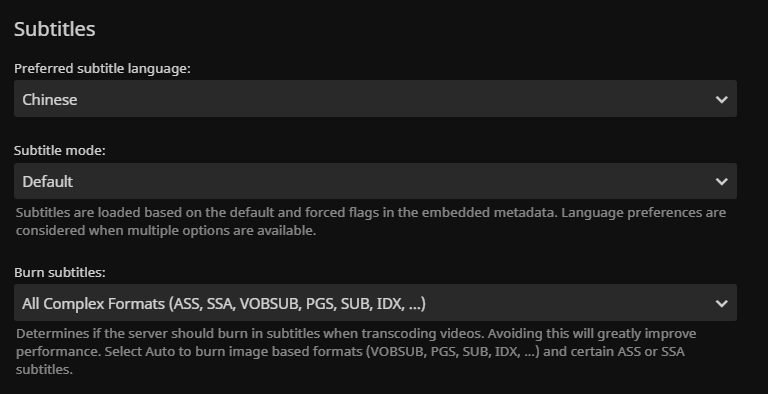 Subtitles
Preferred subtitle language:
Chinese
Subtitle mode:
Default
Subtitles are loaded based on the default and forced flags in the embedded metadata. Language preferences are
considered when multiple options are available.
Burn subtitles:
All Complex Formats (ASS, SSA, VOBSUB, PGS, SUB, IDX, ...)
Determines if the server should burn in subtitles when transcoding videos. Avoiding this will greatly improve
performance. Select Auto to burn image based formats (VOBSUB, PGS, SUB, IDX, ...) and certain ASS or SSA
subtitles.